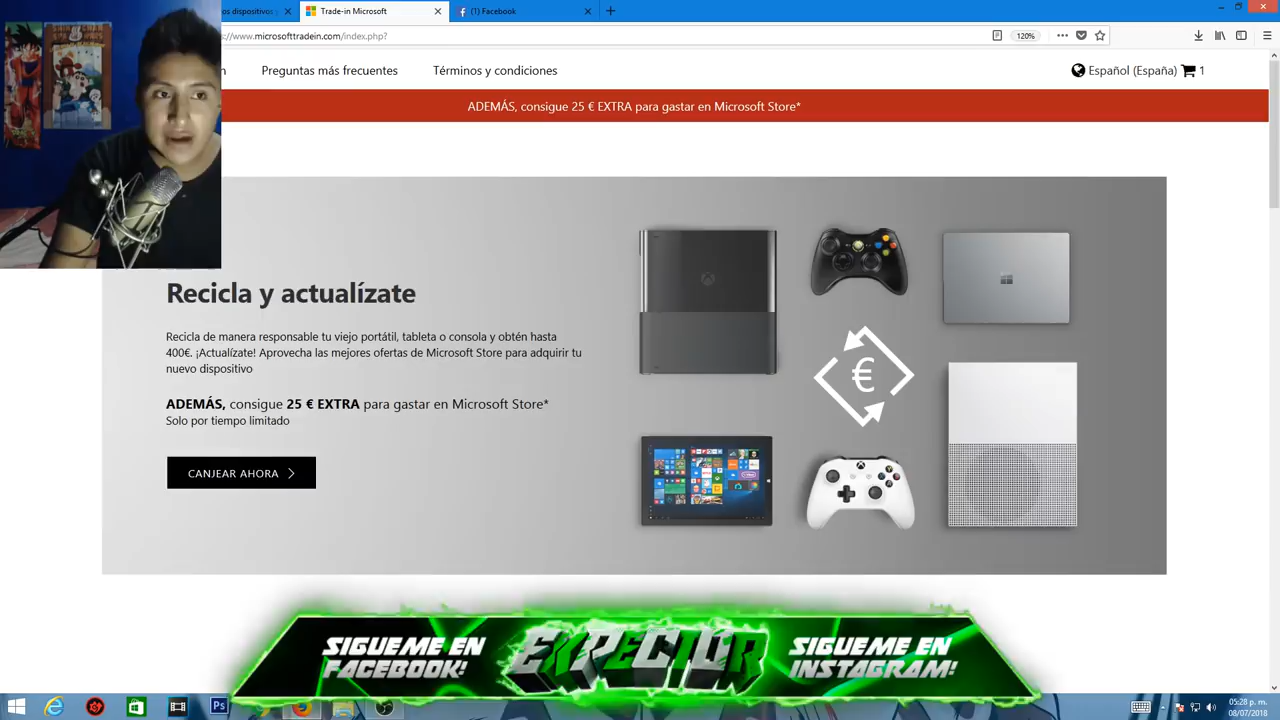 os dispositivos y
Trade-in Microsoft
(1) Facebook
://www.microsofttradein.com/index.php?
120%
Preguntas más frecuentes
Términos y condiciones
Español (España)
1
ADEMÁS, consigue 25 € EXTRA para gastar en Microsoft Store*
Recicla y actualízate
Recicla de manera responsable tu viejo portátil, tableta o consola y obtén hasta
400€. ¡Actualízate! Aprovecha las mejores ofertas de Microsoft Store para adquirir tu
nuevo dispositivo
ADEMÁS, consigue 25 € EXTRA para gastar en Microsoft Store*
Solo por tiempo limitado
CANJEAR AHORA
€
SIGUEME EN
FACEBOOK!
EXPECTUR
SIGUEME EN
INSTAGRAM!
Ps
05:28 p. m.
08/07/2018